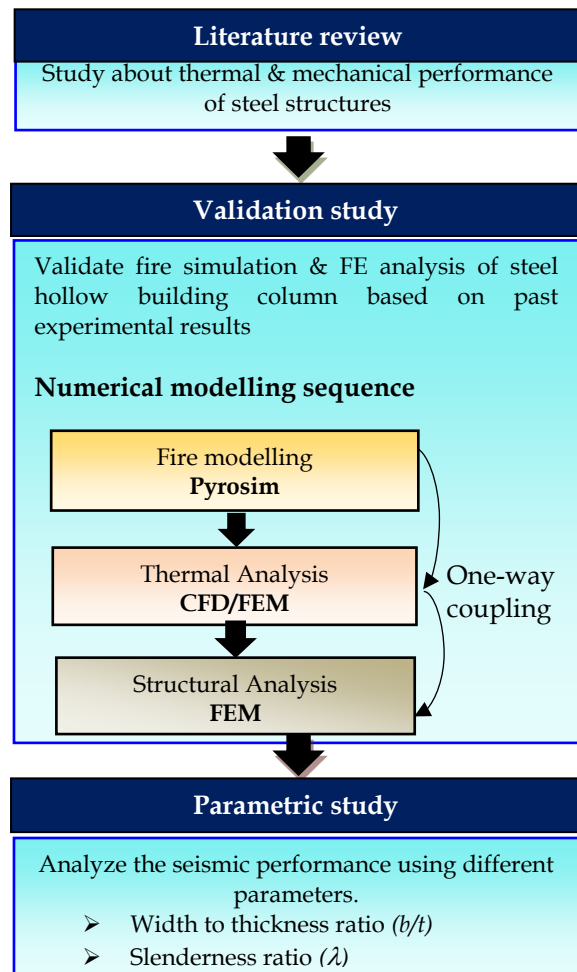 Literature review
Study about thermal & mechanical performance
of steel structures
Validation study
Validate fire simulation & FE analysis of steel
hollow building column based on past
experimental results
Numerical modelling sequence
Fire modelling
Pyrosim
Thermal Analysis
CFD/FEM
One-way
coupling
Structural Analysis
FEM
Parametric study
Analyze the seismic performance using different
parameters.
➢ Width to thickness ratio (b/t)
➢ Slenderness ratio (λ)